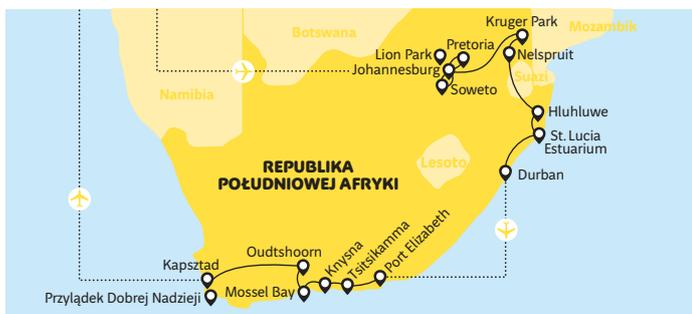 Kruger Park
Mozambik
Botswana
Pretoria
Lion Park
Nelspruit
Johannesburg
Suazi
Soweto
Namibia
Hluhluwe
St. Lucia
Estuarium
Lesoto
REPUBLIKA
POŁUDNIOWEJ AFRYKI
Durban
Oudtshoorn
Knysna
Tsitsikamma
Port Elizabeth
Kapsztad
Mossel Bay
Przylądek Dobrej Nadzieji